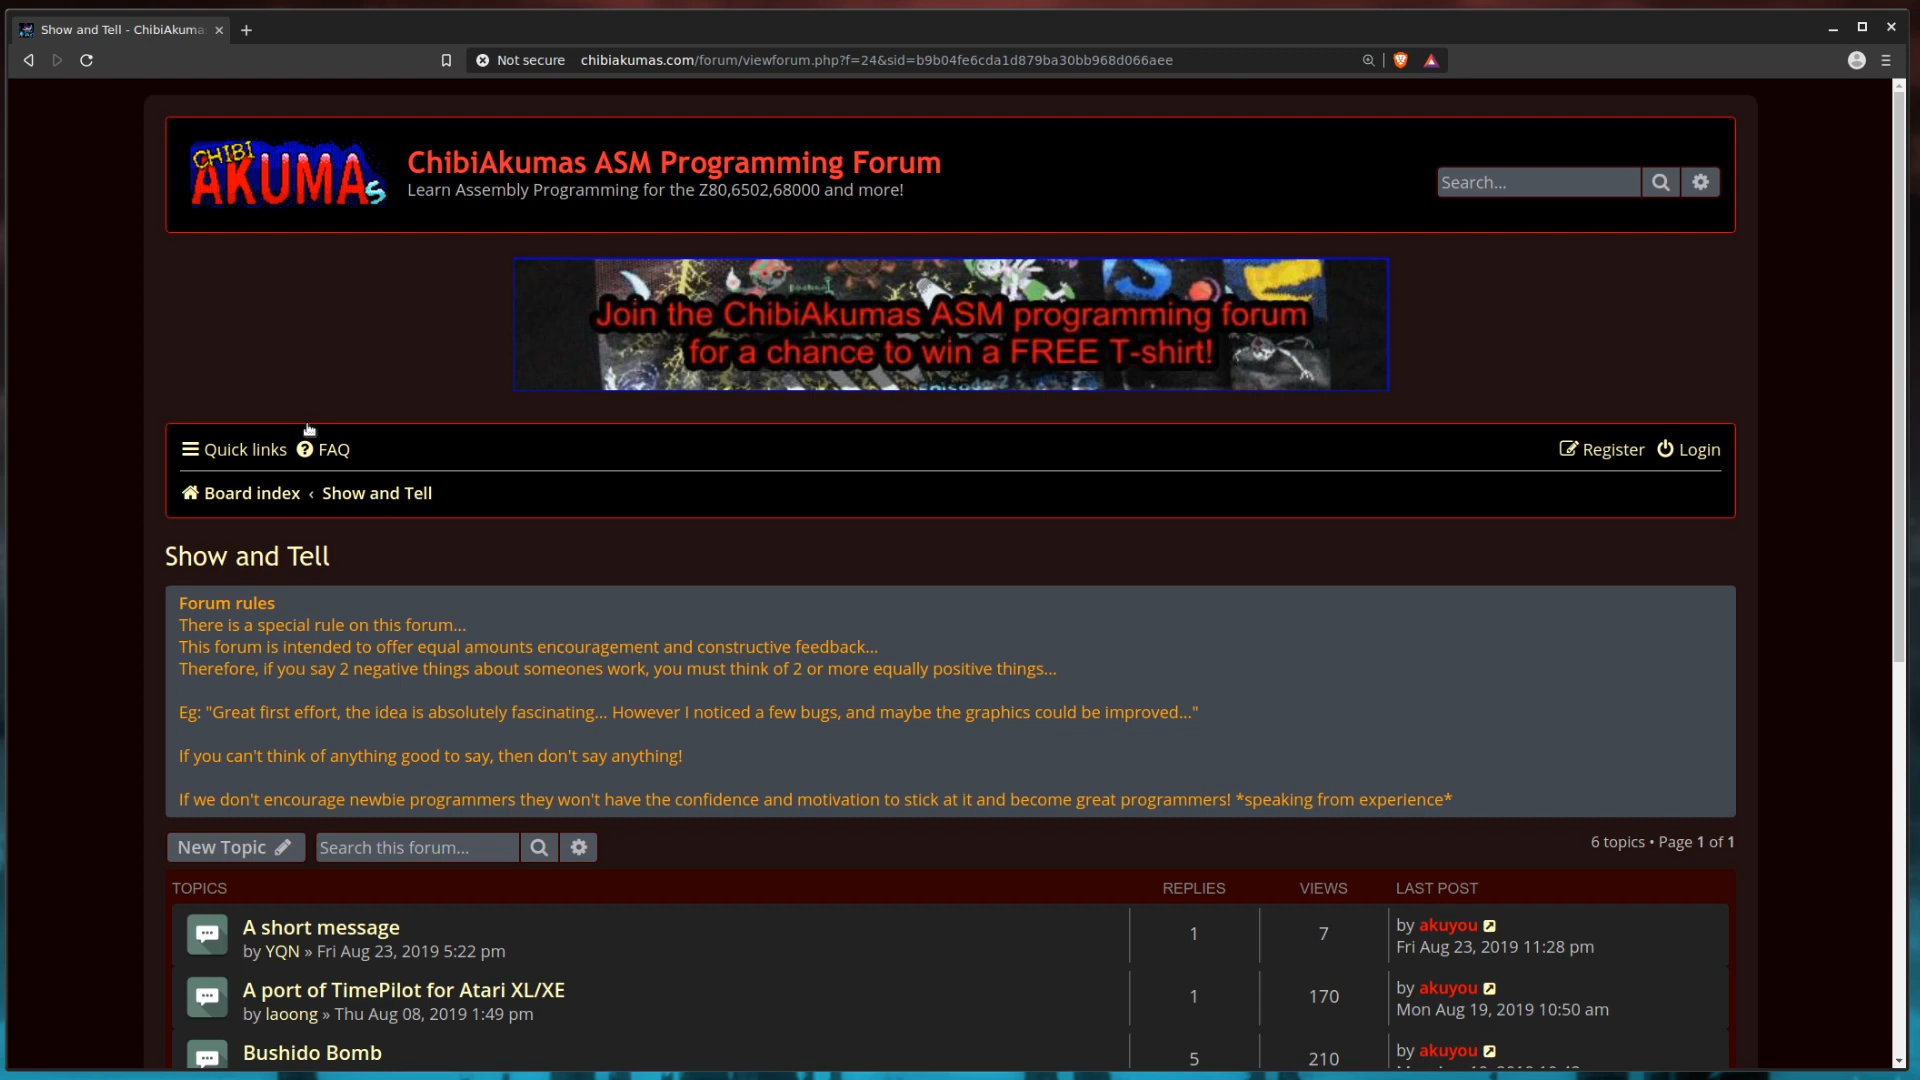 Show and Tell - ChibiAkuma
Not secure chibiakumas.com/forum/viewforum.php?f=24&sid=b9b04fe6cda1d879ba30bb968d066aee
CHIBI
AKUMAs
ChibiAkumas ASM Programming Forum
Learn Assembly Programming for the Z80,6502,68000 and more!
Search...
Join the ChibiAkumas ASM programming forum
for a chance to win a FREE T-shirt!
Episode 2
Quick links FAQ
Register Login
Board index ‹ Show and Tell
Show and Tell
Forum rules
There is a special rule on this forum...
This forum is intended to offer equal amounts encouragement and constructive feedback...
Therefore, if you say 2 negative things about someones work, you must think of 2 or more equally positive things...
Eg: "Great first effort, the idea is absolutely fascinating... However I noticed a few bugs, and maybe the graphics could be improved..."
If you can't think of anything good to say, then don't say anything!
If we don't encourage newbie programmers they won't have the confidence and motivation to stick at it and become great programmers! *speaking from experience*
New Topic
Search this forum...
6 topics • Page 1 of 1
TOPICS REPLIES VIEWS LAST POST
A short message
by YQN » Fri Aug 23, 2019 5:22 pm
1
7
by akuyou
Fri Aug 23, 2019 11:28 pm
A port of TimePilot for Atari XL/XE
by laoong » Thu Aug 08, 2019 1:49 pm
1
170
by akuyou
Mon Aug 19, 2019 10:50 am
Bushido Bomb
5
210
by akuyou